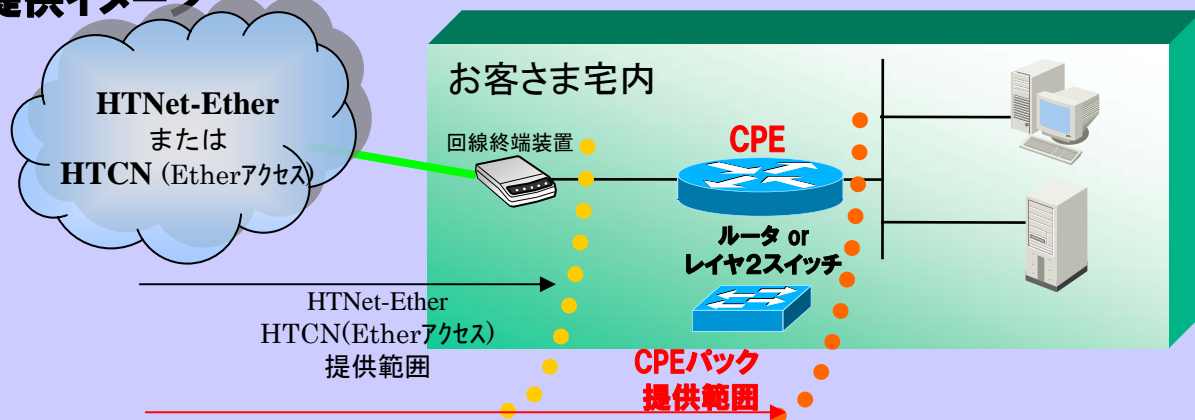 提供イメージ
HTNet-Ether
または
HTCN (Etherアクセス)
お客さま宅内
回線終端装置
CPE
ルータ or
レイヤ2スイッチ
HTNet-Ether
HTCN(Etherアクセス)
提供範囲
CPEパック
提供範囲